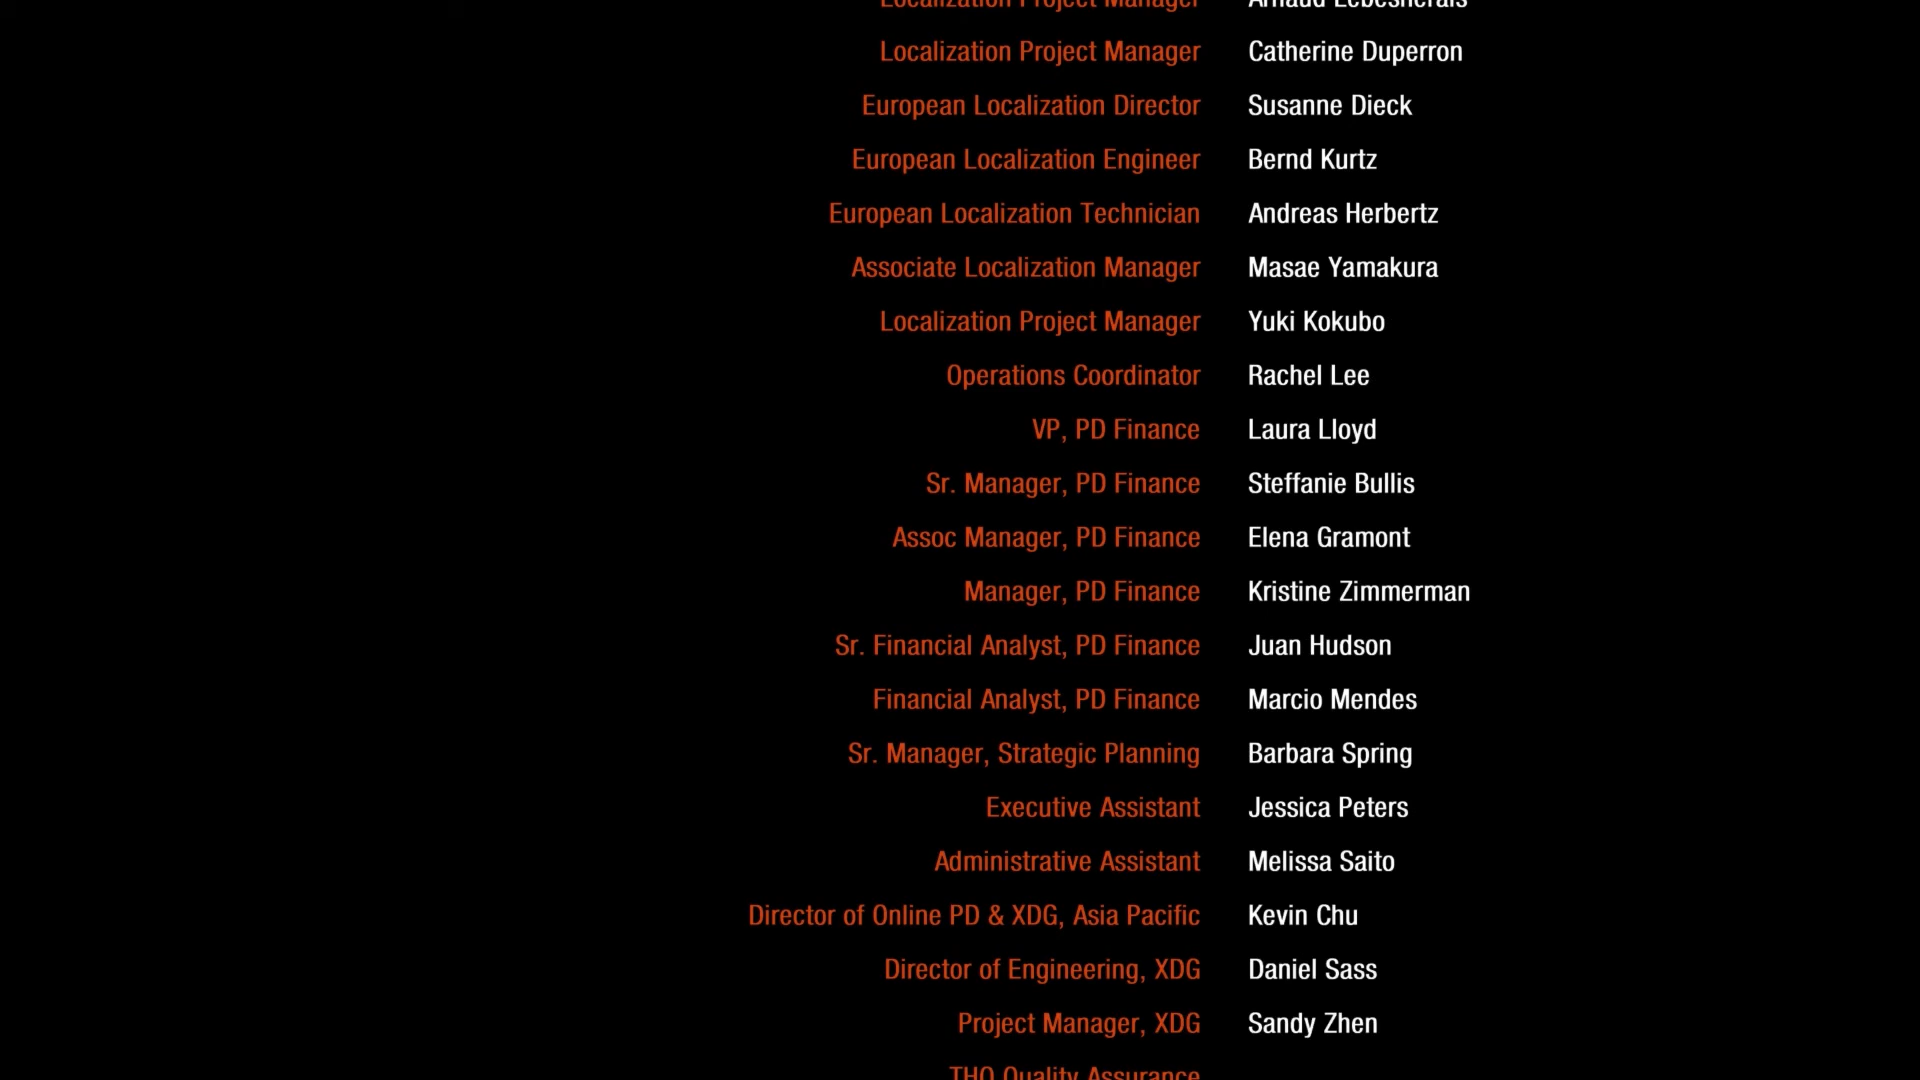 Localization Project Manager Arnaud Lebesnerais
Localization Project Manager Catherine Duperron
European Localization Director Susanne Dieck
European Localization Engineer Bernd Kurtz
European Localization Technician Andreas Herbertz
Associate Localization Manager Masae Yamakura
Localization Project Manager Yuki Kokubo
Operations Coordinator Rachel Lee
VP, PD Finance Laura Lloyd
Sr. Manager, PD Finance Steffanie Bullis
Assoc Manager, PD Finance Elena Gramont
Manager, PD Finance Kristine Zimmerman
Sr. Financial Analyst, PD Finance Juan Hudson
Financial Analyst, PD Finance Marcio Mendes
Sr. Manager, Strategic Planning Barbara Spring
Executive Assistant Jessica Peters
Administrative Assistant Melissa Saito
Director of Online PD & XDG, Asia Pacific Kevin Chu
Director of Engineering, XDG Daniel Sass
Project Manager, XDG Sandy Zhen
THQ Quality Assurance